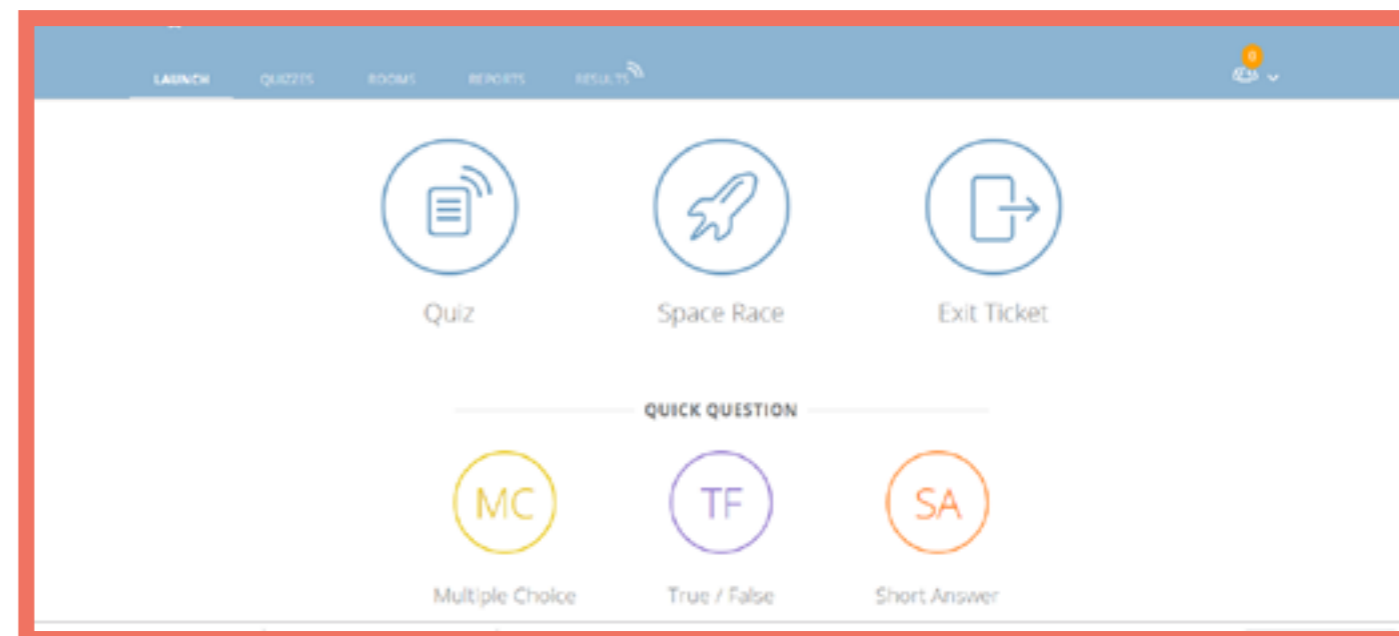 LAUNCH QUIZZES ROOMS REPORTS RESULTS
0
Quiz Space Race Exit Ticket
QUICK QUESTION
MC TF SA
Multiple Choice True / False Short Answer